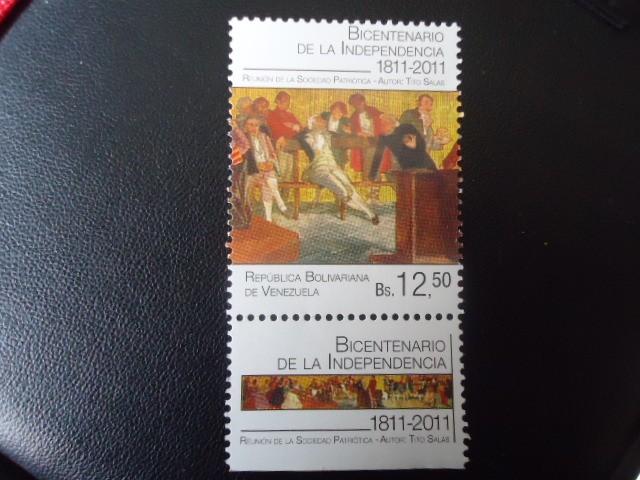 BICENTENARIO
DE LA INDEPENDENCIA
1811-2011
REUNIÓN DE LA SOCIEDAD PATRIÓTICA - AUTOR: TITO SALAS
REPÚBLICA BOLIVARIANA
DE VENEZUELA
BS. 12,50
BICENTENARIO
DE LA INDEPENDENCIA
1811-2011
REUNIÓN DE LA SOCIEDAD PATRIÓTICA - AUTOR: TITO SALAS